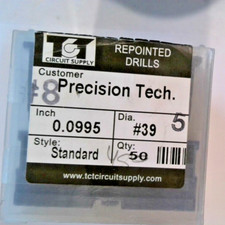 TCT
CIRCUIT SUPPLY
REPOINTED
DRILLS
Customer
#8
Precision Tech.
Inch
Dia.
0.0995
#39
5
Style:
Qty:
Standard
50
www.tctcircuitsupply.com